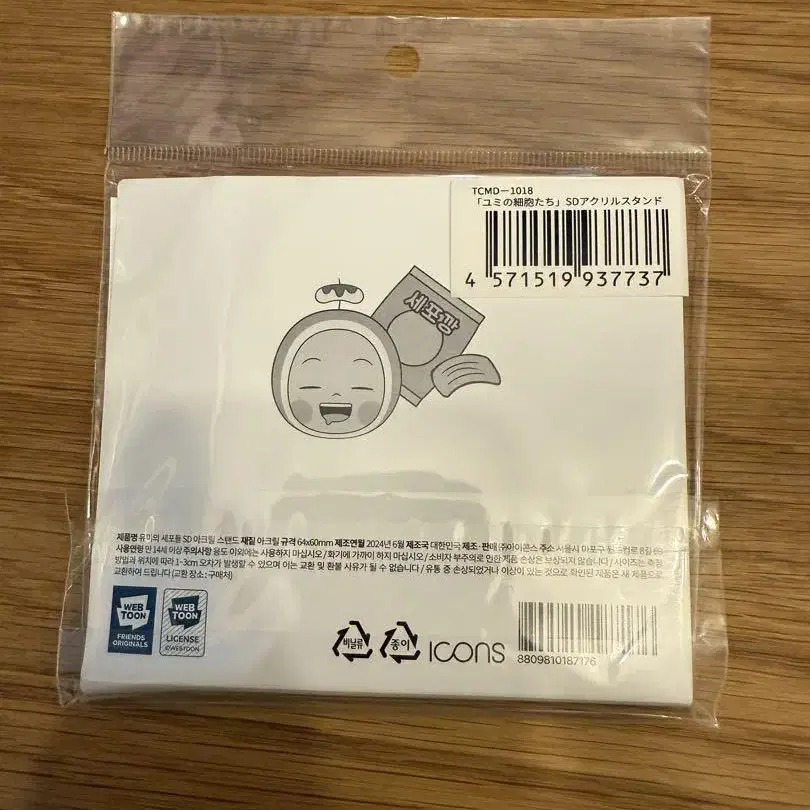 TCMD-1018
「ユミの細胞たち」SDアクリルスタンド
4 571519 937737
세포깡
제품명 유미의 세포들 SD 아크릴 스탠드 재질 아크릴 규격 64x60mm 제조연월 2024년 6월 제조국 대한민국 제조·판매 (주)아이콘스 주소 서울시 마포구 월드컵로 8길 69
사용연령 만 14세 이상 주의사항 용도 이외에는 사용하지 마십시오 / 화기에 가까이 하지 마십시오 / 소비자 부주의로 인한 제품 손상은 보상되지 않습니다 / 사이즈는 측정
방법과 위치에 따라 1~3cm 오차가 발생할 수 있으며 이는 교환 및 환불 사유가 될 수 없습니다 / 유통 중 손상되었거나 이상이 있는 것으로 확인된 제품은 새 제품으로
교환하여 드립니다 (교환 장소 : 구매처)
WEB
TOON
FRIENDS
ORIGINALS
WEB
TOON
LICENSE
©WEBTOON
비닐류
종이
ICONS
8809810187176